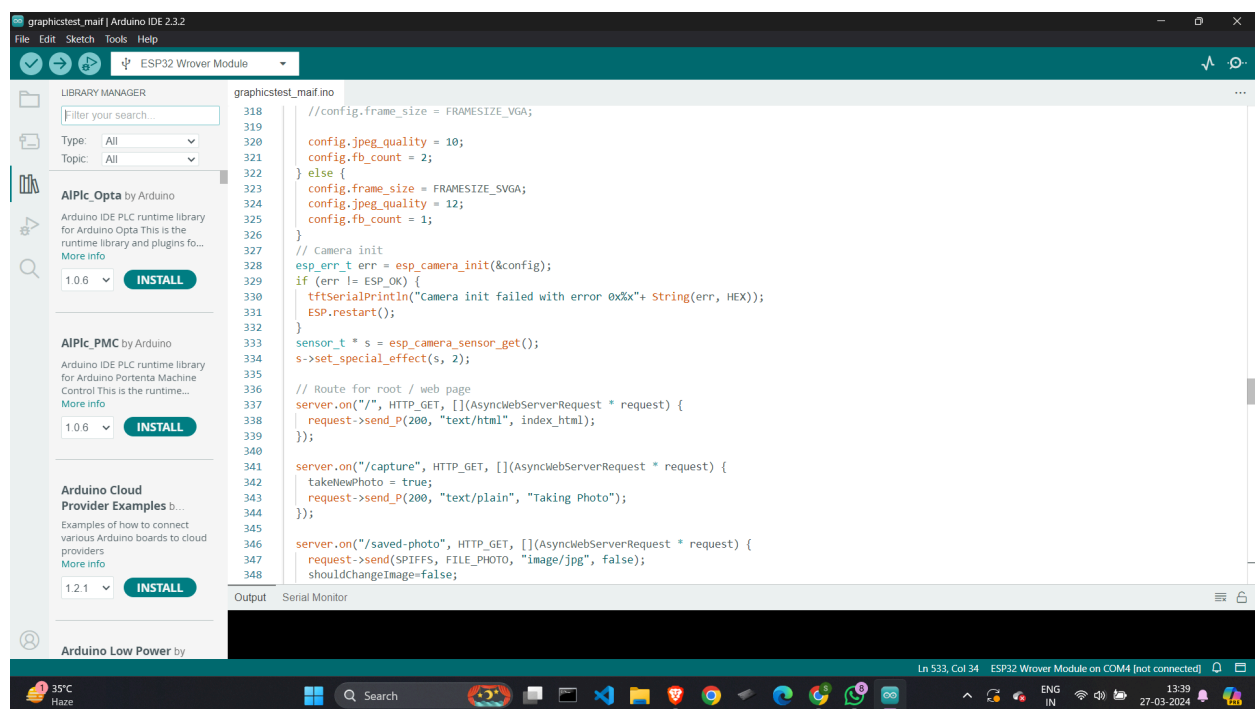 graphicstest_maif | Arduino IDE 2.3.2
File Edit Sketch Tools Help
ESP32 Wrover Module
LIBRARY MANAGER
Filter your search...
Type: All
Topic: All
AlPlc_Opta by Arduino
Arduino IDE PLC runtime library
for Arduino Opta This is the
runtime library and plugins fo...
More info
1.0.6 INSTALL
AlPlc_PMC by Arduino
Arduino IDE PLC runtime library
for Arduino Portenta Machine
Control This is the runtime...
More info
1.0.6 INSTALL
Arduino Cloud
Provider Examples b...
Examples of how to connect
various Arduino boards to cloud
providers
More info
1.2.1 INSTALL
Arduino Low Power by
graphicstest_maif.ino
318 //config.frame_size = FRAMESIZE_VGA;
319
320 config.jpeg_quality = 10;
321 config.fb_count = 2;
322 } else {
323 config.frame_size = FRAMESIZE_SVGA;
324 config.jpeg_quality = 12;
325 config.fb_count = 1;
326 }
327 // Camera init
328 esp_err_t err = esp_camera_init(&config);
329 if (err != ESP_OK) {
330 tftSerialPrintln("Camera init failed with error 0x%x"+ String(err, HEX));
331 ESP.restart();
332 }
333 sensor_t * s = esp_camera_sensor_get();
334 s->set_special_effect(s, 2);
335
336 // Route for root / web page
337 server.on("/", HTTP_GET, [](AsyncWebServerRequest * request) {
338 request->send_P(200, "text/html", index_html);
339 });
340
341 server.on("/capture", HTTP_GET, [](AsyncWebServerRequest * request) {
342 takeNewPhoto = true;
343 request->send_P(200, "text/plain", "Taking Photo");
344 });
345
346 server.on("/saved-photo", HTTP_GET, [](AsyncWebServerRequest * request) {
347 request->send(SPIFFS, FILE_PHOTO, "image/jpg", false);
348 shouldChangeImage=false;
Output Serial Monitor
Ln 533, Col 34 ESP32 Wrover Module on COM4 [not connected]
1
35°C
Haze
Search
8
ENG
IN
13:39
27-03-2024
PRE